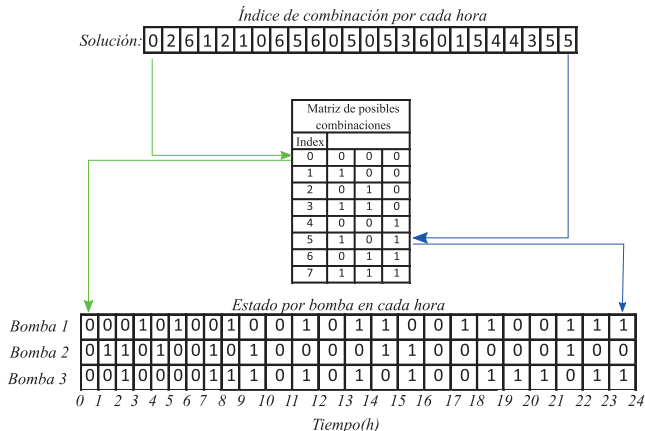 Índice de combinación por cada hora
Solución: 0 2 6 1 2 1 0 6 5 6 0 5 0 5 3 6 0 1 5 4 4 3 5 5
Matriz de posibles
combinaciones
Index
0 0 0 0
1 1 0 0
2 0 1 0
3 1 1 0
4 0 0 1
5 1 0 1
6 0 1 1
7 1 1 1
Estado por bomba en cada hora
Bomba 1 0 0 0 1 0 1 0 0 1 0 0 1 0 1 1 0 0 1 1 0 0 1 1 1
Bomba 2 0 1 1 0 1 0 0 1 0 1 0 0 0 0 1 1 0 0 0 0 0 1 0 0
Bomba 3 0 0 1 0 0 0 0 1 1 1 0 1 0 1 0 1 0 0 1 1 1 0 1 1
0 1 2 3 4 5 6 7 8 9 10 11 12 13 14 15 16 17 18 19 20 21 22 23 24
Tiempo(h)